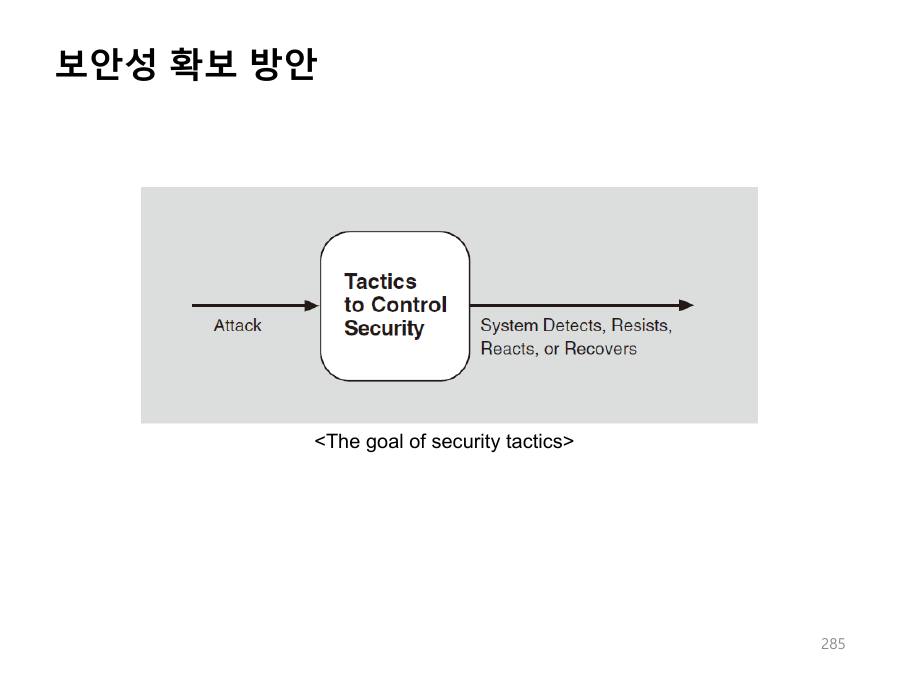 보안성 확보 방안
Tactics
to Control
Security
Attack
System Detects, Resists,
Reacts, or Recovers
<The goal of security tactics>
285